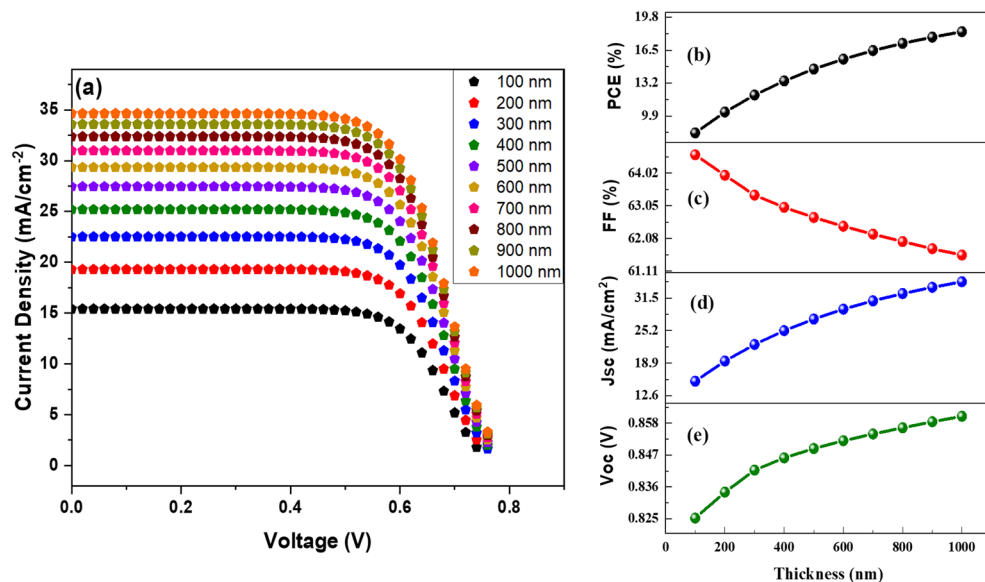 (a)
100 nm
200 nm
300 nm
400 nm
500 nm
600 nm
700 nm
800 nm
900 nm
1000 nm
Current Density (mA/cm⁻²)
35
30
25
20
15
10
5
0
0.0 0.2 0.4 0.6 0.8
Voltage (V)
(b)
PCE (%)
19.8
16.5
13.2
9.9
(c)
FF (%)
64.02
63.05
62.08
61.11
(d)
Jsc (mA/cm²)
31.5
25.2
18.9
12.6
(e)
Voc (V)
0.858
0.847
0.836
0.825
0 200 400 600 800 1000
Thickness (nm)